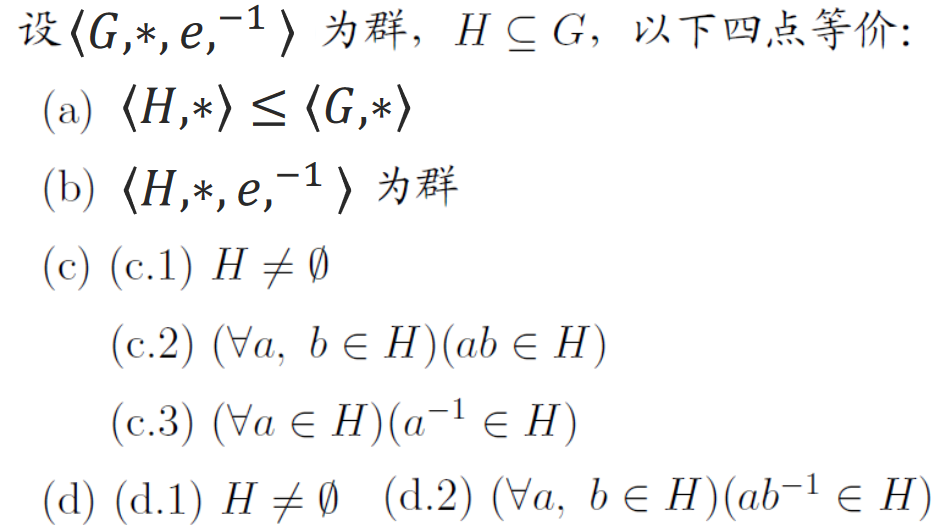 设⟨G,*,e,⁻¹⟩ 为群, H ⊆ G, 以下四点等价:
(a) ⟨H,*⟩ ≤ ⟨G,*⟩
(b) ⟨H,*,e,⁻¹⟩ 为群
(c) (c.1) H ≠ ∅
(c.2) (∀a, b ∈ H)(ab ∈ H)
(c.3) (∀a ∈ H)(a⁻¹ ∈ H)
(d) (d.1) H ≠ ∅ (d.2) (∀a, b ∈ H)(ab⁻¹ ∈ H)